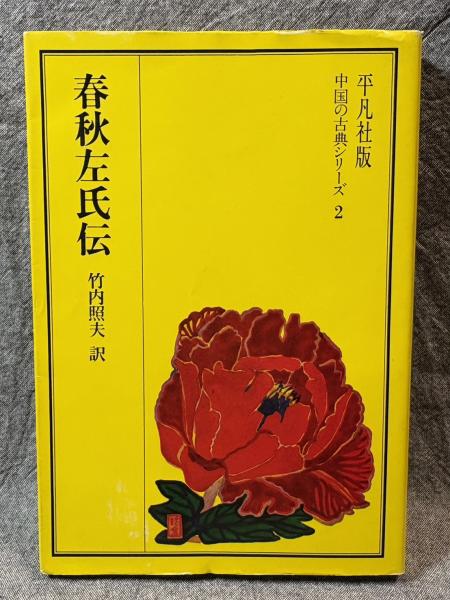 平凡社版
中国の古典シリーズ 2
春秋左氏伝
竹内照夫 訳